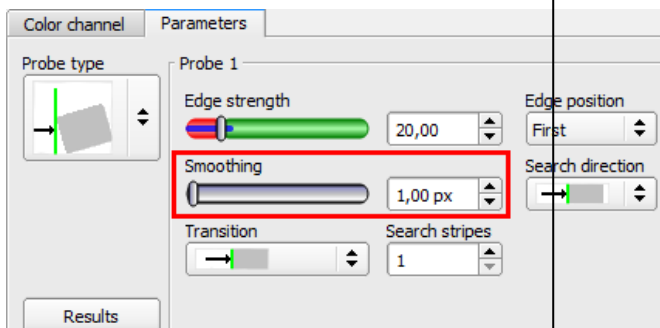 Color channel
Parameters
Probe type
Probe 1
Edge strength
20,00
Edge position
First
Smoothing
1,00 px
Search direction
Transition
Search stripes
1
Results